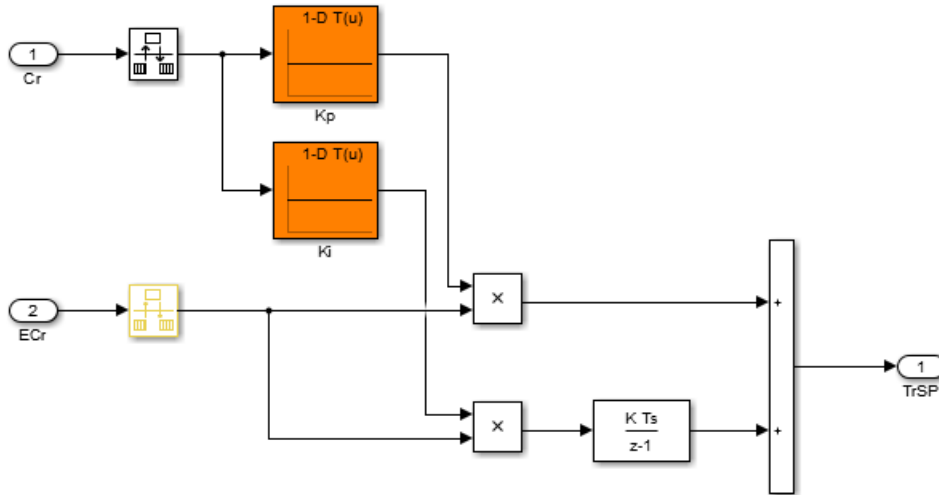 1
Cr
1-D T(u)
Kp
1-D T(u)
Ki
2
ECr
×
×
K Ts
z-1
+
+
1
TrSP